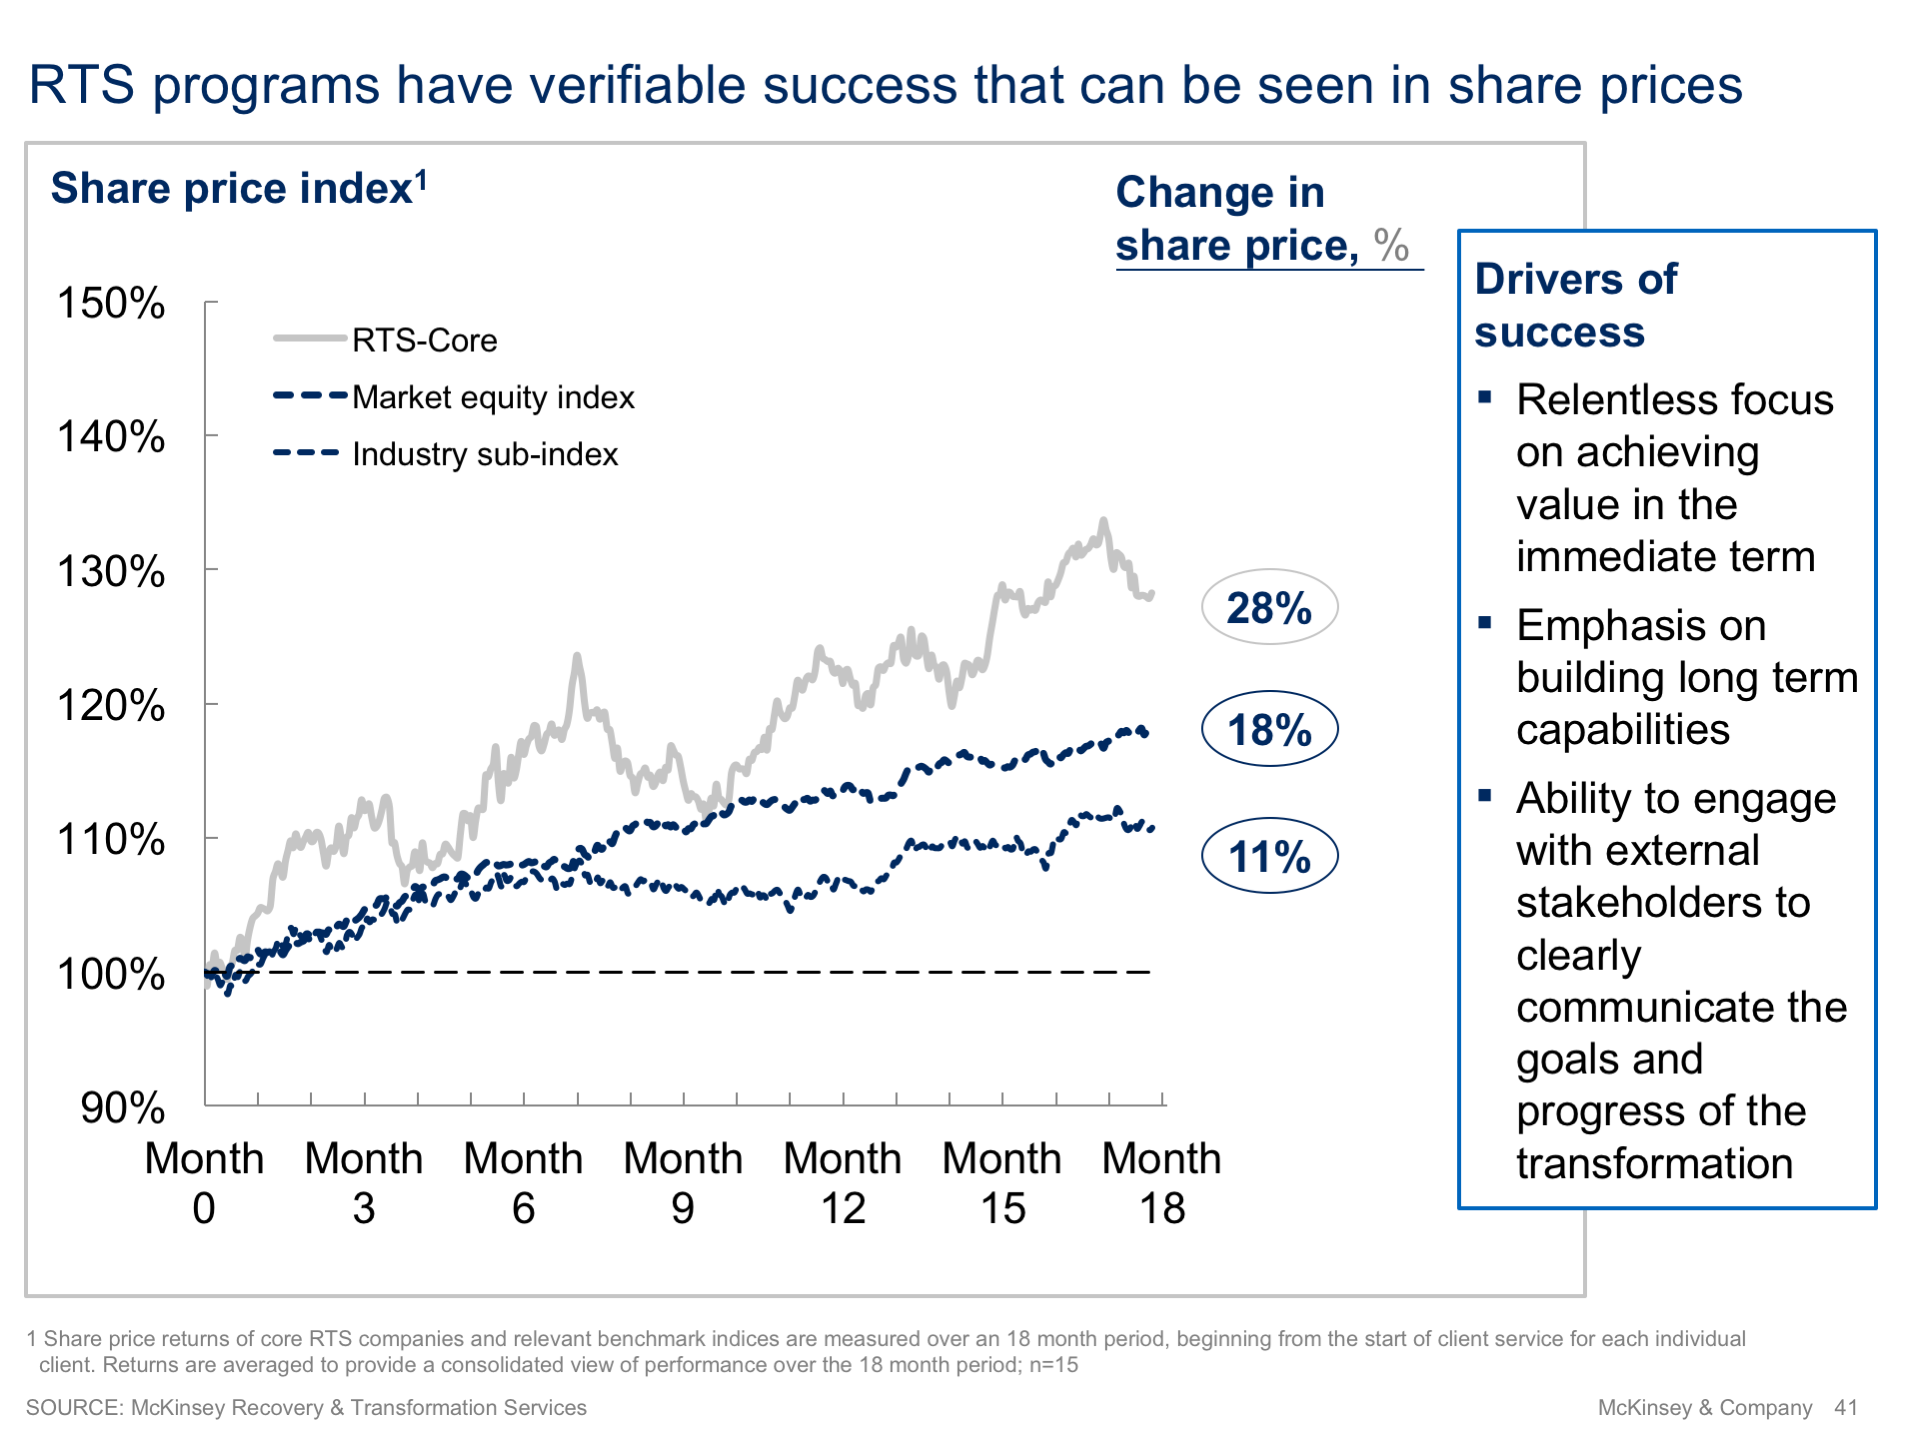 RTS programs have verifiable success that can be seen in share prices
Share price index1
Change in
share price, %
150%
140%
130%
120%
110%
100%
90%
RTS-Core
Market equity index
Industry sub-index
28%
18%
11%
Month Month Month Month Month Month Month
0 3 6 9 12 15 18
Drivers of
success
▪ Relentless focus
on achieving
value in the
immediate term
▪ Emphasis on
building long term
capabilities
▪ Ability to engage
with external
stakeholders to
clearly
communicate the
goals and
progress of the
transformation
1 Share price returns of core RTS companies and relevant benchmark indices are measured over an 18 month period, beginning from the start of client service for each individual
client. Returns are averaged to provide a consolidated view of performance over the 18 month period; n=15
SOURCE: McKinsey Recovery & Transformation Services
McKinsey & Company 41